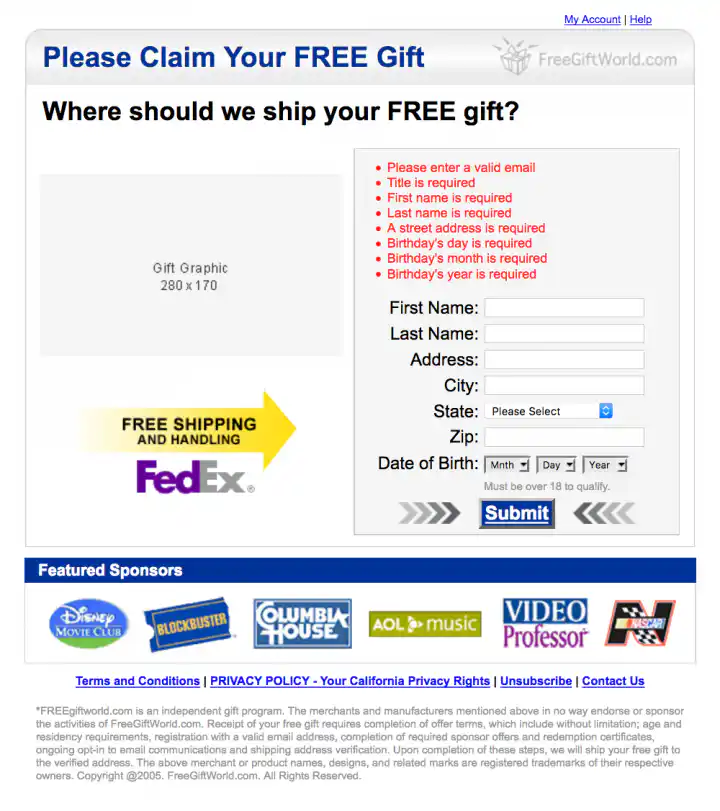 My Account | Help
Please Claim Your FREE Gift
FreeGiftWorld.com
Where should we ship your FREE gift?
Gift Graphic
280 x 170
FREE SHIPPING
AND HANDLING
FedEx®
• Please enter a valid email
• Title is required
• First name is required
• Last name is required
• A street address is required
• Birthday's day is required
• Birthday's month is required
• Birthday's year is required
First Name:
Last Name:
Address:
City:
State: Please Select
Zip:
Date of Birth: Mnth Day Year
Must be over 18 to qualify.
Submit
Featured Sponsors
Disney MOVIE CLUB
BLOCKBUSTER
COLUMBIA HOUSE
AOL music
VIDEO Professor
NASCAR
Terms and Conditions | PRIVACY POLICY - Your California Privacy Rights | Unsubscribe | Contact Us
*FREEgiftworld.com is an independent gift program. The merchants and manufacturers mentioned above in no way endorse or sponsor
the activities of FreeGiftWorld.com. Receipt of your free gift requires completion of offer terms, which include without limitation; age and
residency requirements, registration with a valid email address, completion of required sponsor offers and redemption certificates,
ongoing opt-in to email communications and shipping address verification. Upon completion of these steps, we will ship your free gift to
the verified address. The above merchant or product names, designs, and related marks are registered trademarks of their respective
owners. Copyright @2005. FreeGiftWorld.com. All Rights Reserved.